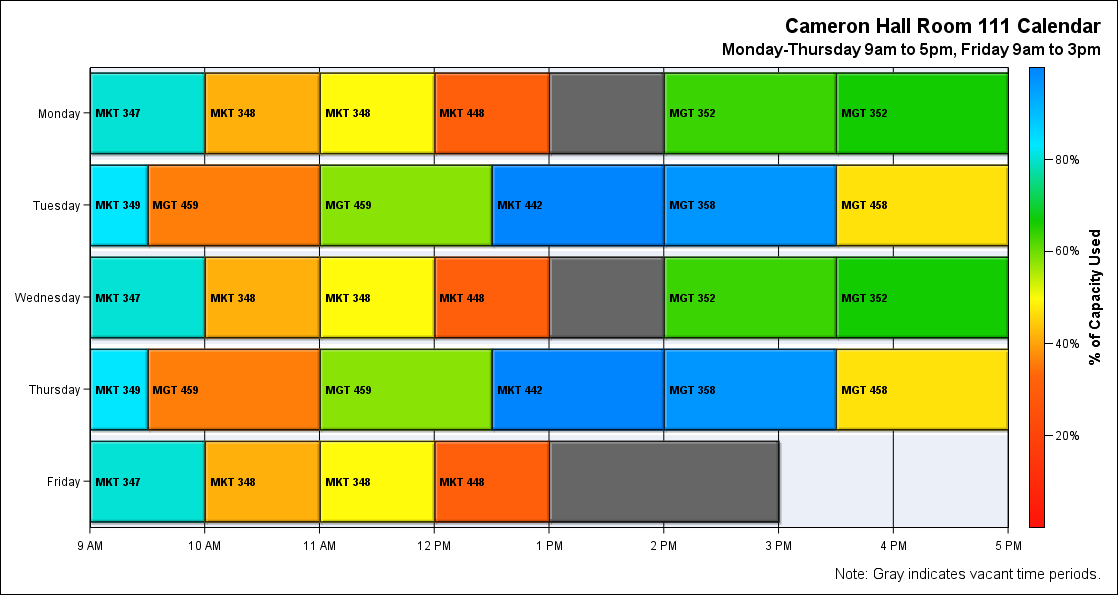 Cameron Hall Room 111 Calendar
Monday-Thursday 9am to 5pm, Friday 9am to 3pm
Monday MKT 347 MKT 348 MKT 348 MKT 448 MGT 352 MGT 352
Tuesday MKT 349 MGT 459 MGT 459 MKT 442 MGT 358 MGT 458
Wednesday MKT 347 MKT 348 MKT 348 MKT 448 MGT 352 MGT 352
Thursday MKT 349 MGT 459 MGT 459 MKT 442 MGT 358 MGT 458
Friday MKT 347 MKT 348 MKT 348 MKT 448
9 AM 10 AM 11 AM 12 PM 1 PM 2 PM 3 PM 4 PM 5 PM
80%
60%
40%
20%
% of Capacity Used
Note: Gray indicates vacant time periods.